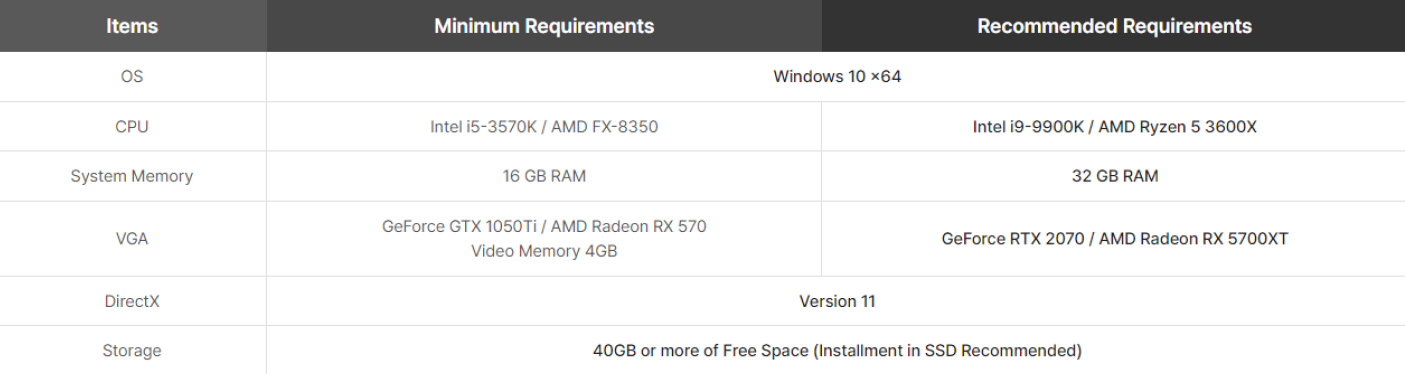 Items Minimum Requirements Recommended Requirements
OS Windows 10 ×64
CPU Intel i5-3570K / AMD FX-8350 Intel i9-9900K / AMD Ryzen 5 3600X
System Memory 16 GB RAM 32 GB RAM
VGA GeForce GTX 1050Ti / AMD Radeon RX 570
Video Memory 4GB GeForce RTX 2070 / AMD Radeon RX 5700XT
DirectX Version 11
Storage 40GB or more of Free Space (Installment in SSD Recommended)